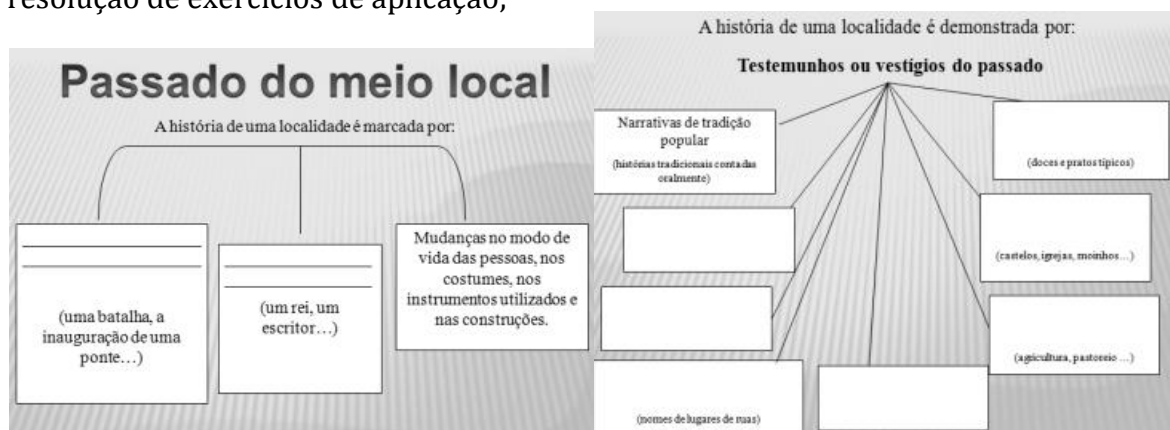 resolução de exercícios de aplicação;
Passado do meio local
A história de uma localidade é marcada por:
(uma batalha, a
inauguração de uma
ponte…)
(um rei, um
escritor…)
Mudanças no modo de
vida das pessoas, nos
costumes, nos
instrumentos utilizados e
nas construções.
A história de uma localidade é demonstrada por:
Testemunhos ou vestígios do passado
Narrativas de tradição
popular
(histórias tradicionais contadas
oralmente)
(doces e pratos típicos)
(castelos, igrejas, moinhos…)
(agricultura, pastoreio …)
(nomes de lugares de ruas)